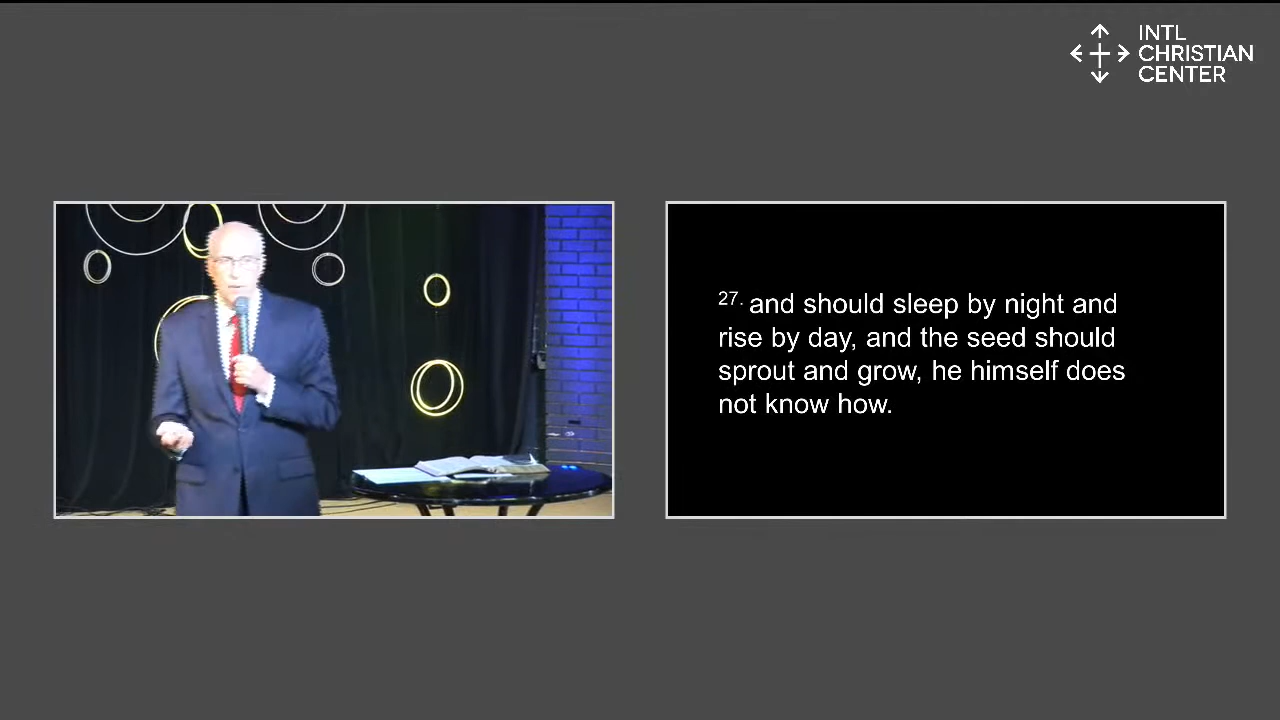 INTL
CHRISTIAN
CENTER
27. and should sleep by night and
rise by day, and the seed should
sprout and grow, he himself does
not know how.